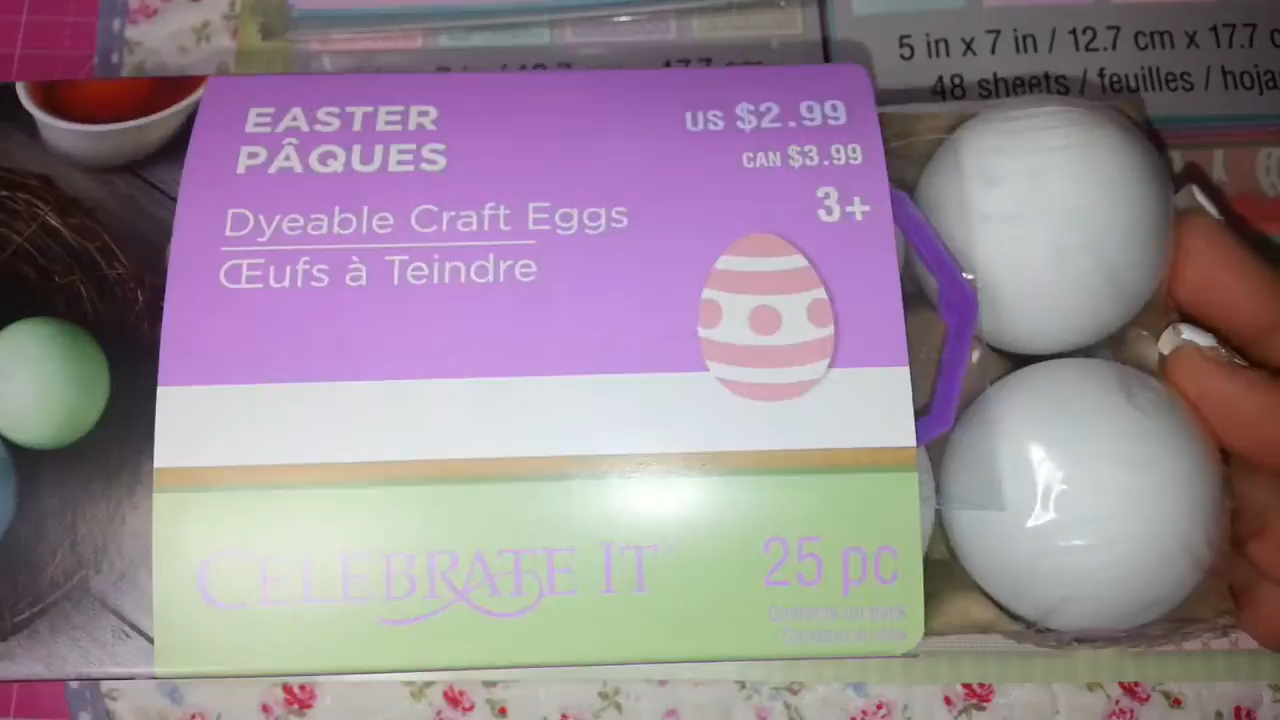 5 in x 7 in / 12.7 cm x 17.7 c
48 sheets / feuilles / hoja
EASTER
PÂQUES
US $2.99
CAN $3.99
3+
Dyeable Craft Eggs
Œufs à Teindre
CELEBRATE IT
25 pc